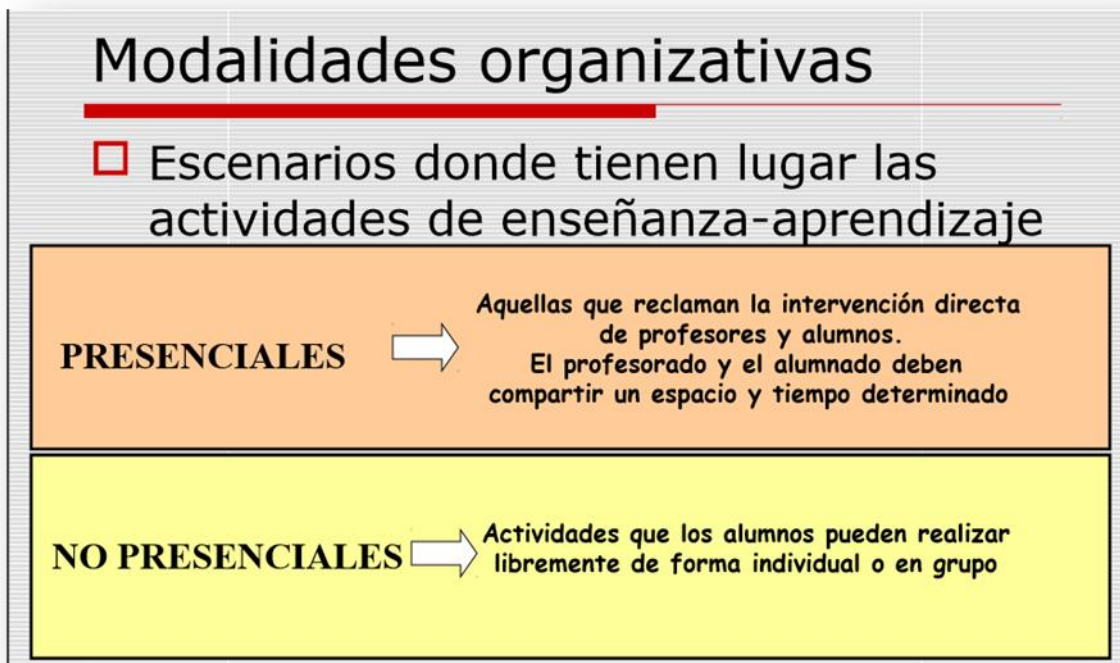 Modalidades organizativas
Escenarios donde tienen lugar las
actividades de enseñanza-aprendizaje
PRESENCIALES
Aquellas que reclaman la intervención directa
de profesores y alumnos.
El profesorado y el alumnado deben
compartir un espacio y tiempo determinado
NO PRESENCIALES
Actividades que los alumnos pueden realizar
libremente de forma individual o en grupo